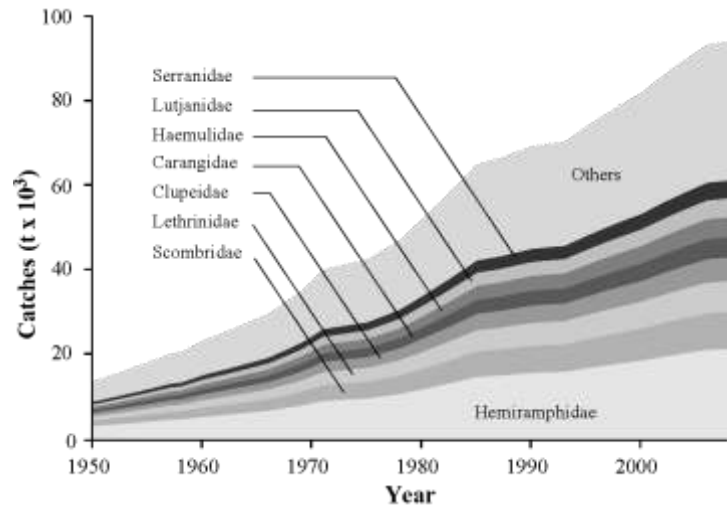 100
80
60
40
20
0
Catches (t x 10³)
Serranidae
Lutjanidae
Haemulidae
Carangidae
Clupeidae
Lethrinidae
Scombridae
Others
Hemiramphidae
1950 1960 1970 1980 1990 2000
Year